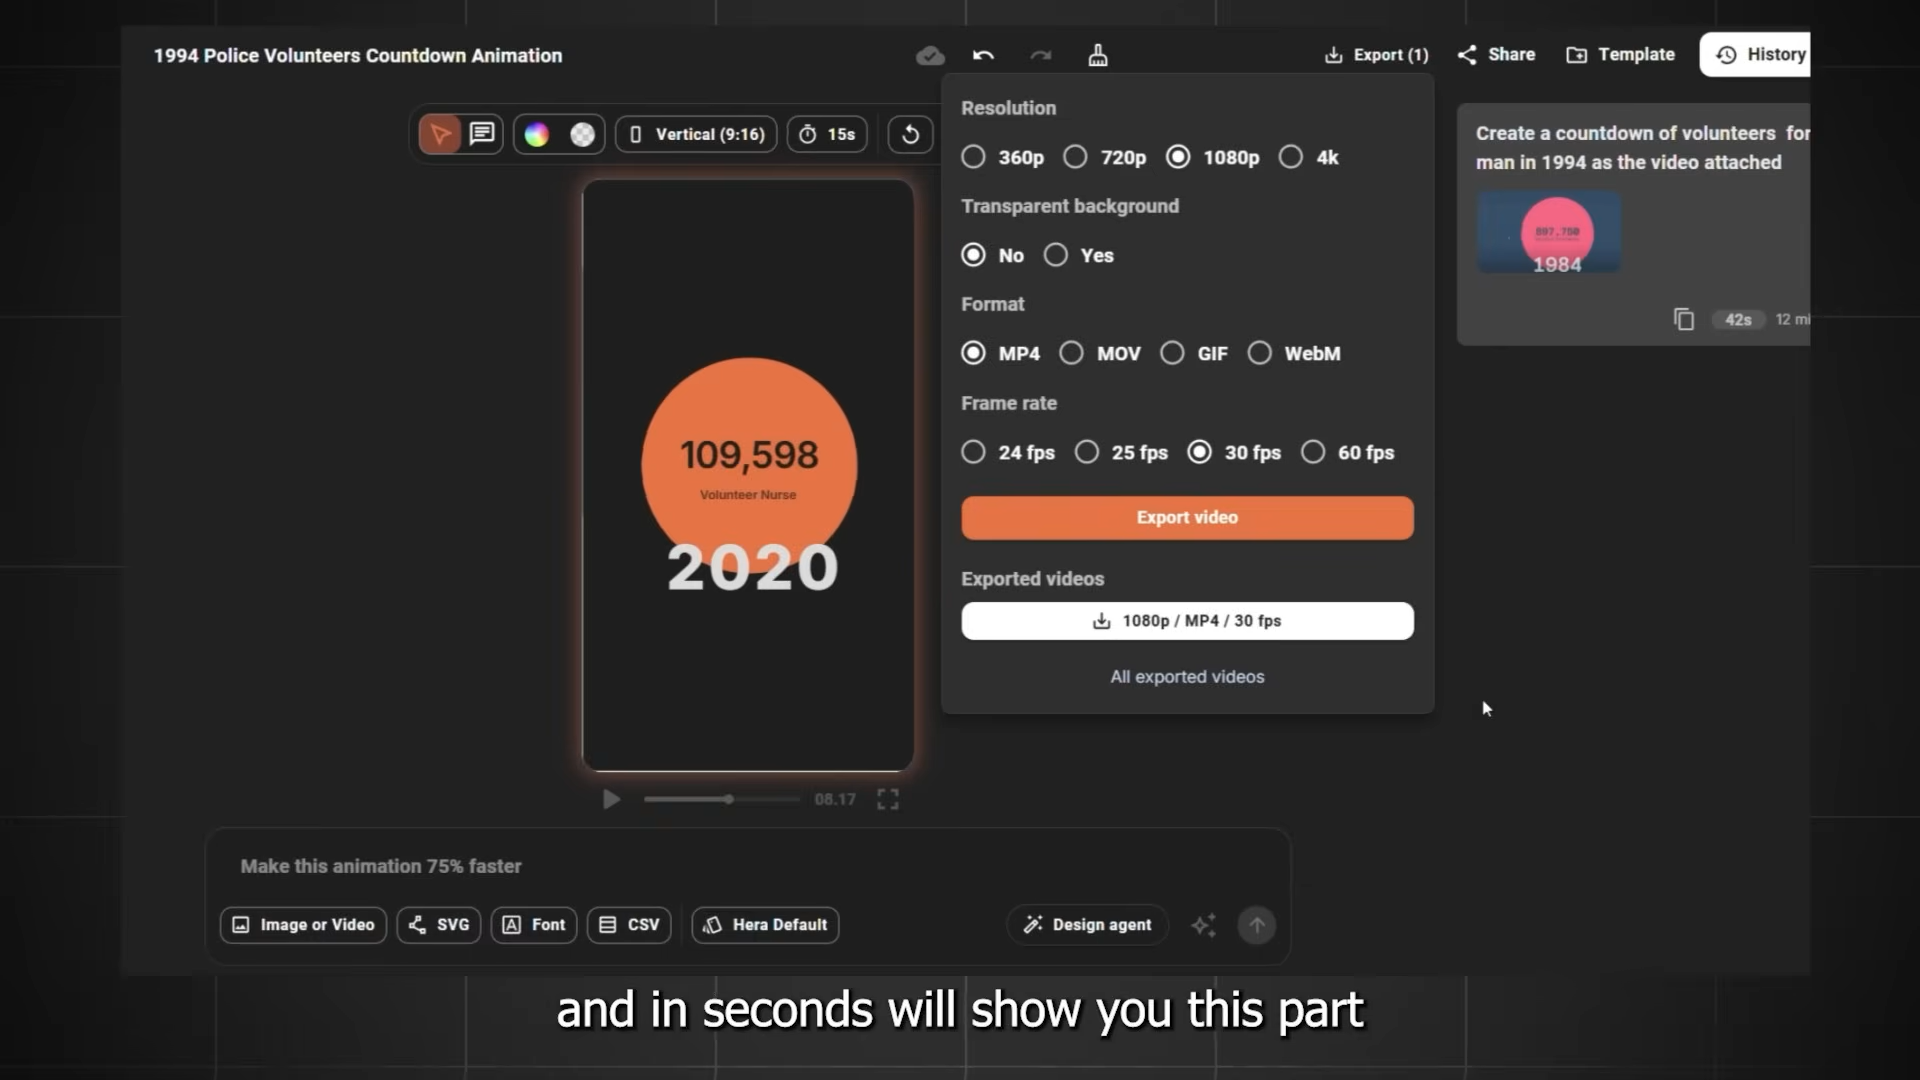 1994 Police Volunteers Countdown Animation
Export (1)
Share
Template
History
Vertical (9:16)
15s
Resolution
360p
720p
1080p
4k
Transparent background
No
Yes
Format
MP4
MOV
GIF
WebM
Frame rate
24 fps
25 fps
30 fps
60 fps
Export video
Exported videos
1080p / MP4 / 30 fps
All exported videos
Create a countdown of volunteers for
man in 1994 as the video attached
897,750
1984
42s
12 mi
109,598
Volunteer Nurse
2020
08.17
Make this animation 75% faster
Image or Video
SVG
Font
CSV
Hera Default
Design agent
and in seconds will show you this part